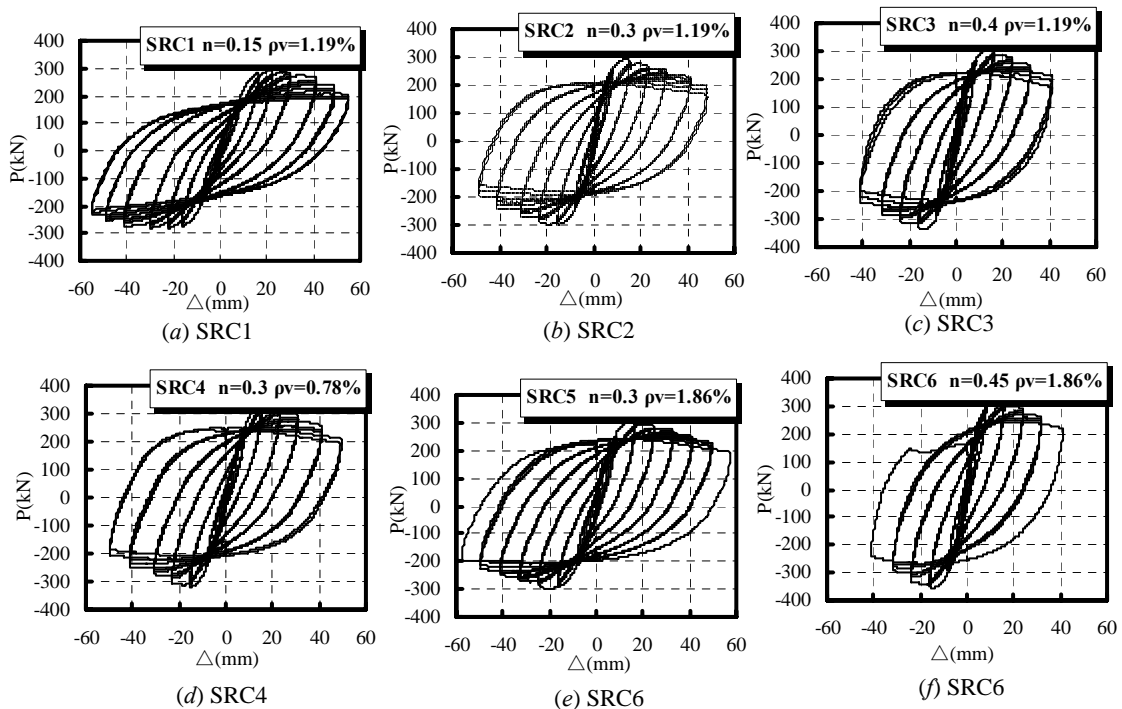 SRC1 n=0.15 ρv=1.19%
400
300
200
100
0
-100
-200
-300
-400
P(kN)
-60 -40 -20 0 20 40 60
△(mm)
(a) SRC1
SRC2 n=0.3 ρv=1.19%
400
300
200
100
0
-100
-200
-300
-400
P(kN)
-60 -40 -20 0 20 40 60
△(mm)
(b) SRC2
SRC3 n=0.4 ρv=1.19%
400
300
200
100
0
-100
-200
-300
-400
P(kN)
-60 -40 -20 0 20 40 60
△(mm)
(c) SRC3
SRC4 n=0.3 ρv=0.78%
400
300
200
100
0
-100
-200
-300
-400
P(kN)
-60 -40 -20 0 20 40 60
△(mm)
(d) SRC4
SRC5 n=0.3 ρv=1.86%
400
300
200
100
0
-100
-200
-300
-400
P(kN)
-60 -40 -20 0 20 40 60
△(mm)
(e) SRC6
SRC6 n=0.45 ρv=1.86%
400
300
200
100
0
-100
-200
-300
-400
P(kN)
-60 -40 -20 0 20 40 60
△(mm)
(f) SRC6